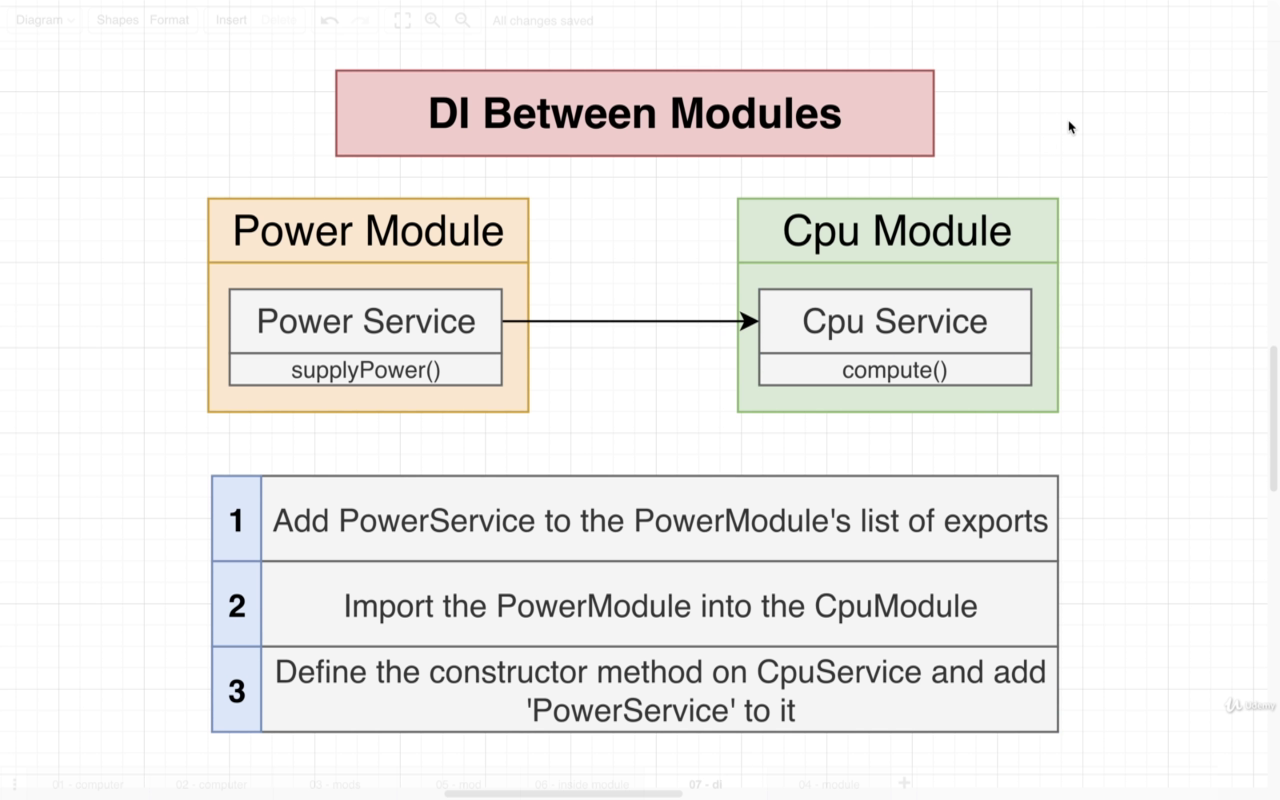 Diagram Shapes Format Insert Delete All changes saved
DI Between Modules
Power Module
Cpu Module
Power Service
Cpu Service
supplyPower()
compute()
1 Add PowerService to the PowerModule's list of exports
2 Import the PowerModule into the CpuModule
3 Define the constructor method on CpuService and add
'PowerService' to it
Udemy
01 - computer 02 - computer 03 - mods 05 - mod 06 - inside module 07 - di 04 - module